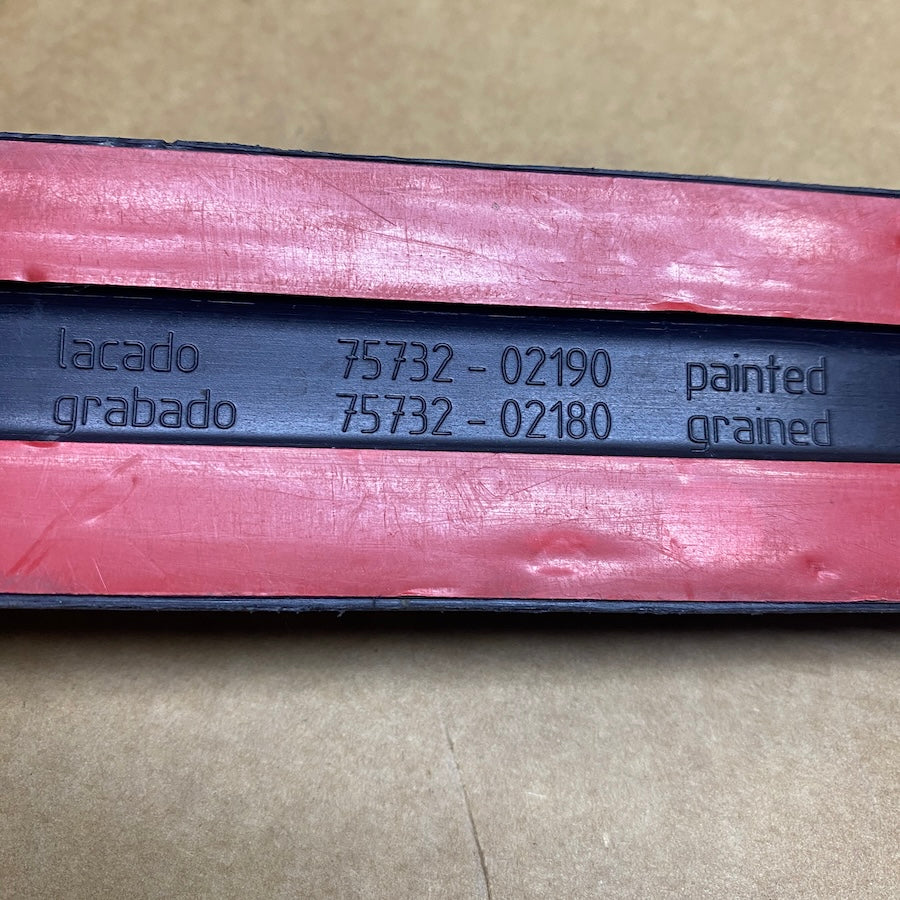 lacado 75732 - 02190 painted
grabado 75732 - 02180 grained